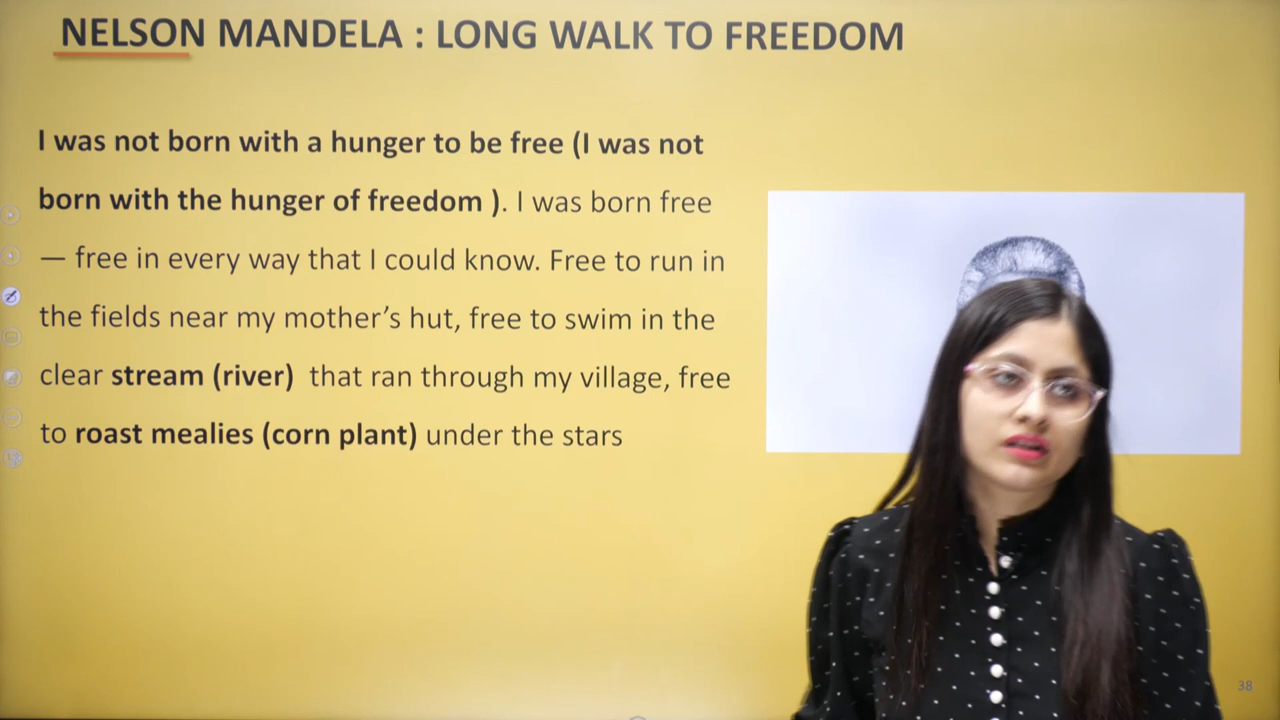 NELSON MANDELA : LONG WALK TO FREEDOM
I was not born with a hunger to be free (I was not
born with the hunger of freedom ). I was born free
— free in every way that I could know. Free to run in
the fields near my mother’s hut, free to swim in the
clear stream (river) that ran through my village, free
to roast mealies (corn plant) under the stars
38